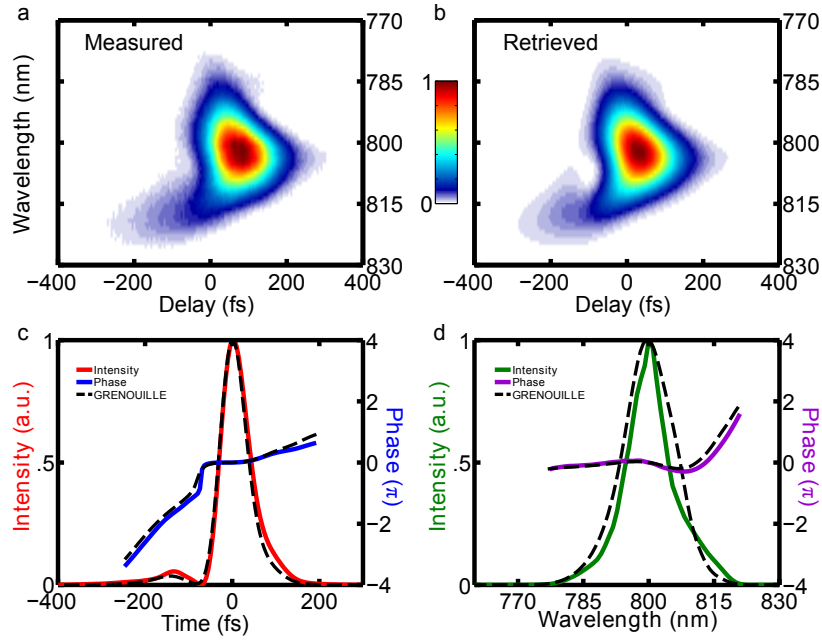 a
Measured
Wavelength (nm)
−400
−200
0
200
400
Delay (fs)
770
785
800
815
830
1
0
b
Retrieved
−400
−200
0
200
400
Delay (fs)
770
785
800
815
830
c
Intensity
Phase
GRENOUILLE
Intensity (a.u.)
1
.5
0
−400
−200
0
200
Time (fs)
4
2
0
−2
−4
Phase (π)
d
Intensity
Phase
GRENOUILLE
Intensity (a.u.)
1
.5
0
770
785
800
815
830
Wavelength (nm)
4
2
0
−2
−4
Phase (π)